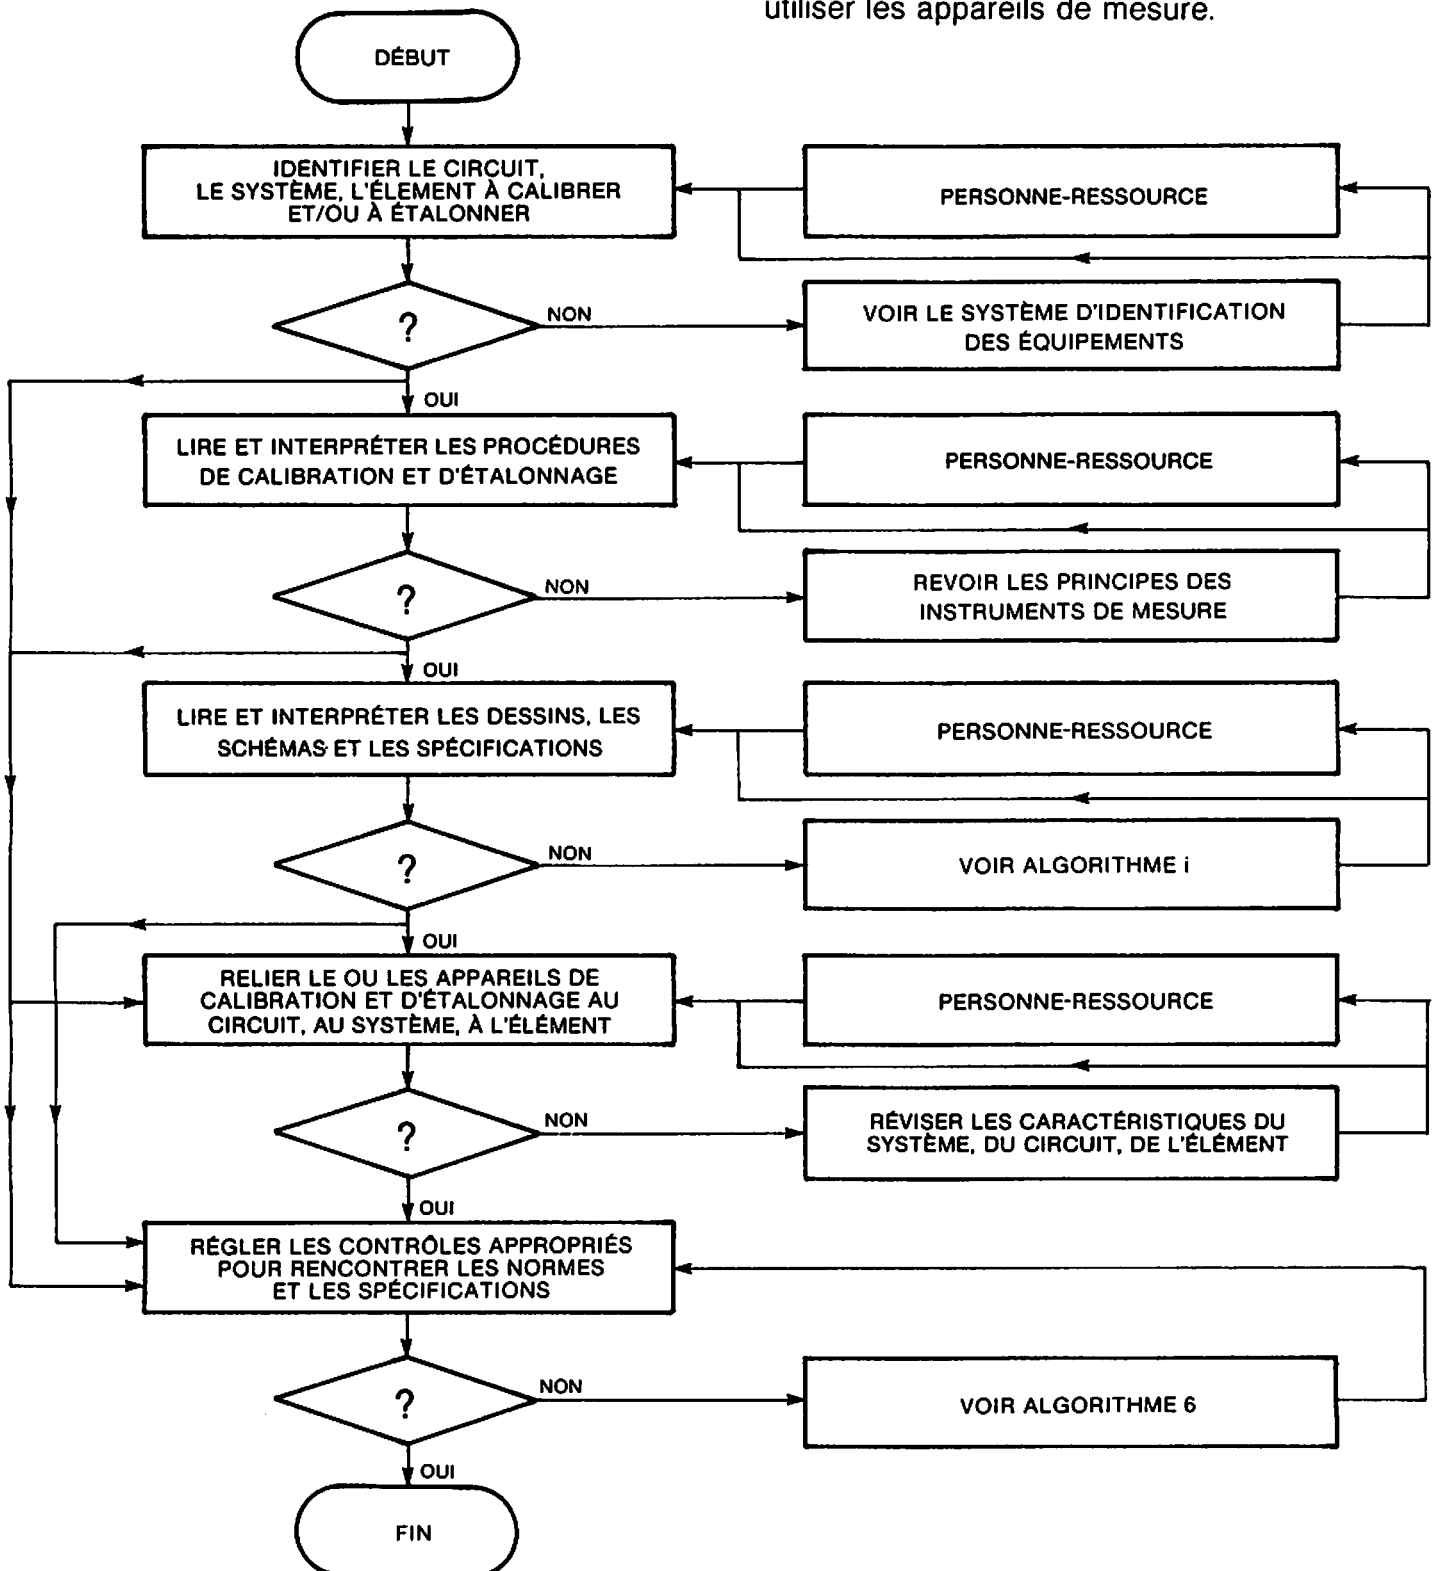 utiliser les appareils de mesure.
DÉBUT
IDENTIFIER LE CIRCUIT,
LE SYSTÈME, L'ÉLEMENT À CALIBRER
ET/OU À ÉTALONNER
PERSONNE-RESSOURCE
?
NON
VOIR LE SYSTÈME D'IDENTIFICATION
DES ÉQUIPEMENTS
OUI
LIRE ET INTERPRÉTER LES PROCÉDURES
DE CALIBRATION ET D'ÉTALONNAGE
PERSONNE-RESSOURCE
?
NON
REVOIR LES PRINCIPES DES
INSTRUMENTS DE MESURE
OUI
LIRE ET INTERPRÉTER LES DESSINS, LES
SCHÉMAS ET LES SPÉCIFICATIONS
PERSONNE-RESSOURCE
?
NON
VOIR ALGORITHME i
OUI
RELIER LE OU LES APPAREILS DE
CALIBRATION ET D'ÉTALONNAGE AU
CIRCUIT, AU SYSTÈME, À L'ÉLÉMENT
PERSONNE-RESSOURCE
?
NON
RÉVISER LES CARACTÉRISTIQUES DU
SYSTÈME, DU CIRCUIT, DE L'ÉLÉMENT
OUI
RÉGLER LES CONTRÔLES APPROPRIÉS
POUR RENCONTRER LES NORMES
ET LES SPÉCIFICATIONS
?
NON
VOIR ALGORITHME 6
OUI
FIN